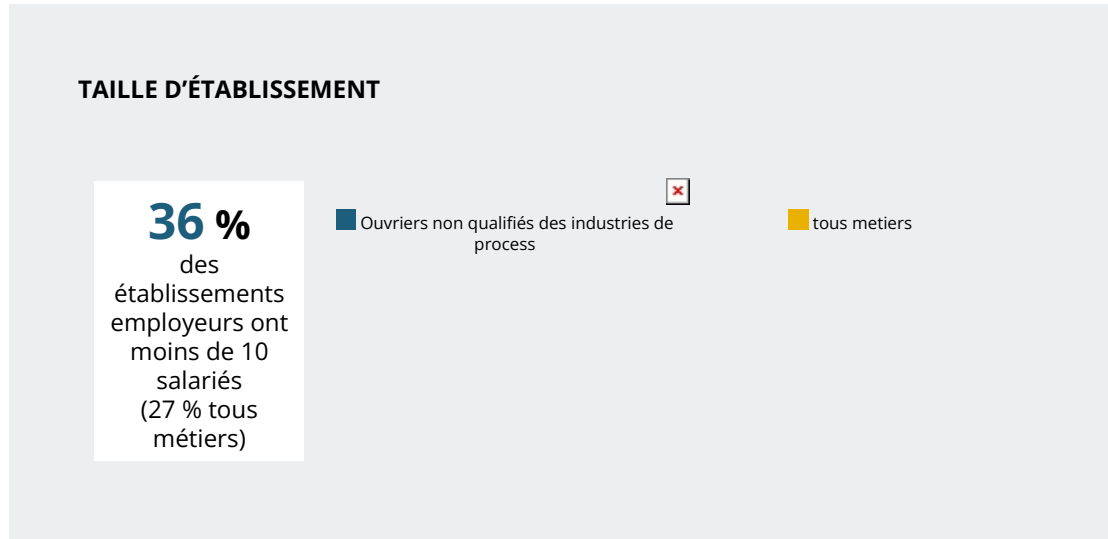 TAILLE D’ÉTABLISSEMENT
36 %
des
établissements
employeurs ont
moins de 10
salariés
(27 % tous
métiers)
Ouvriers non qualifiés des industries de
process
tous metiers